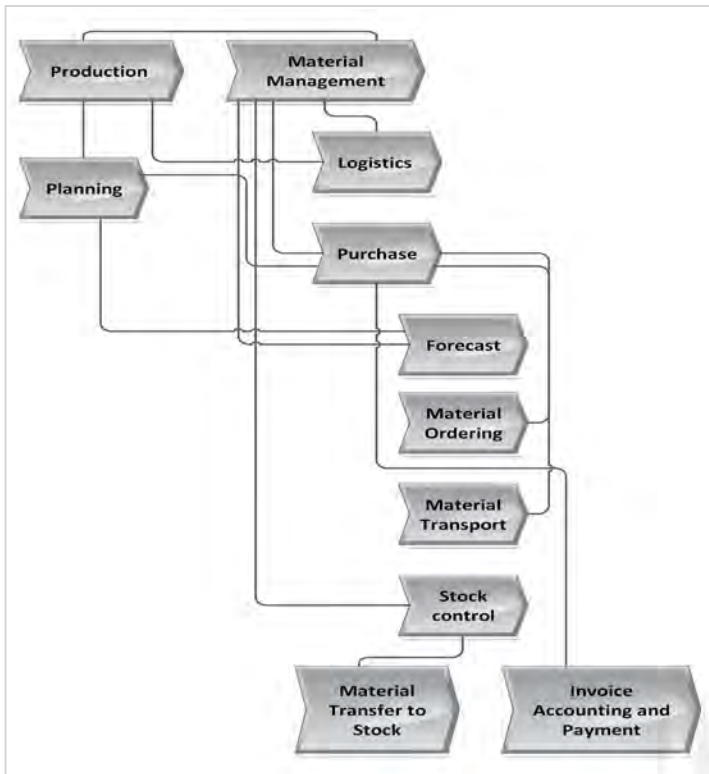 Production
Material
Management
Logistics
Planning
Purchase
Forecast
Material
Ordering
Material
Transport
Stock
control
Material
Transfer to
Stock
Invoice
Accounting and
Payment